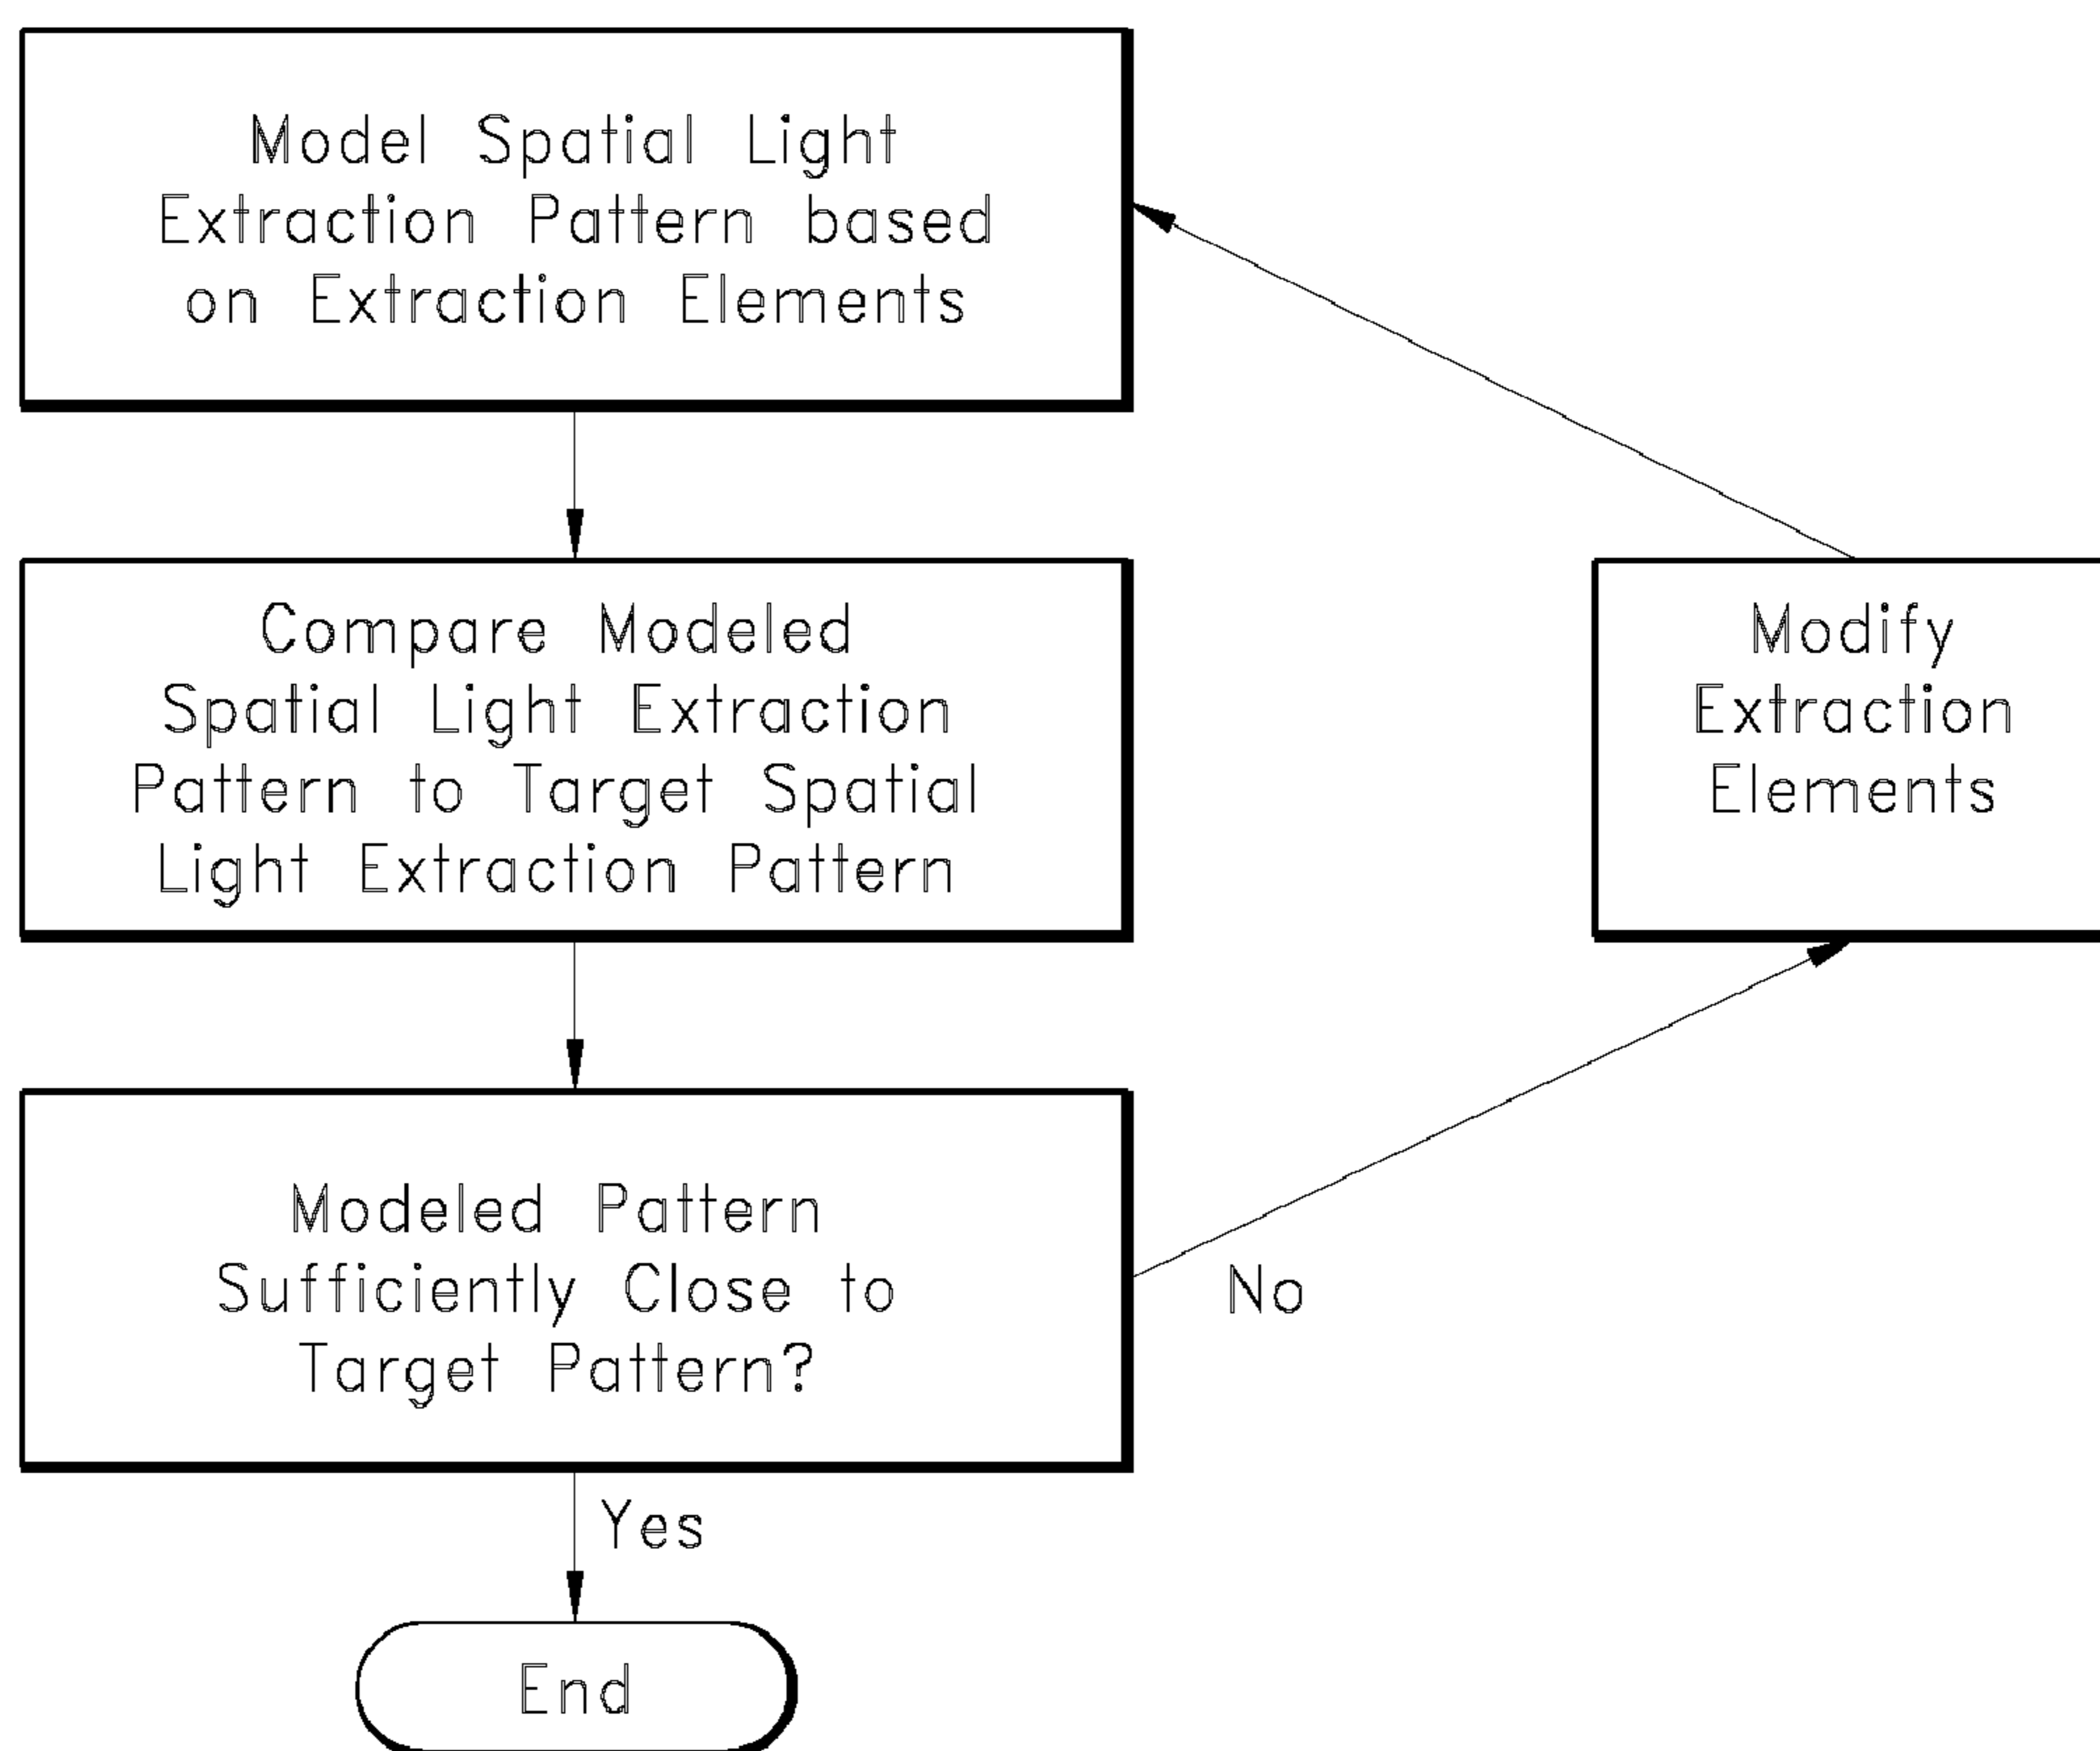 Model Spatial Light
Extraction Pattern based
on Extraction Elements
Compare Modeled
Spatial Light Extraction
Pattern to Target Spatial
Light Extraction Pattern
Modify
Extraction
Elements
Modeled Pattern
Sufficiently Close to
Target Pattern?
No
Yes
End